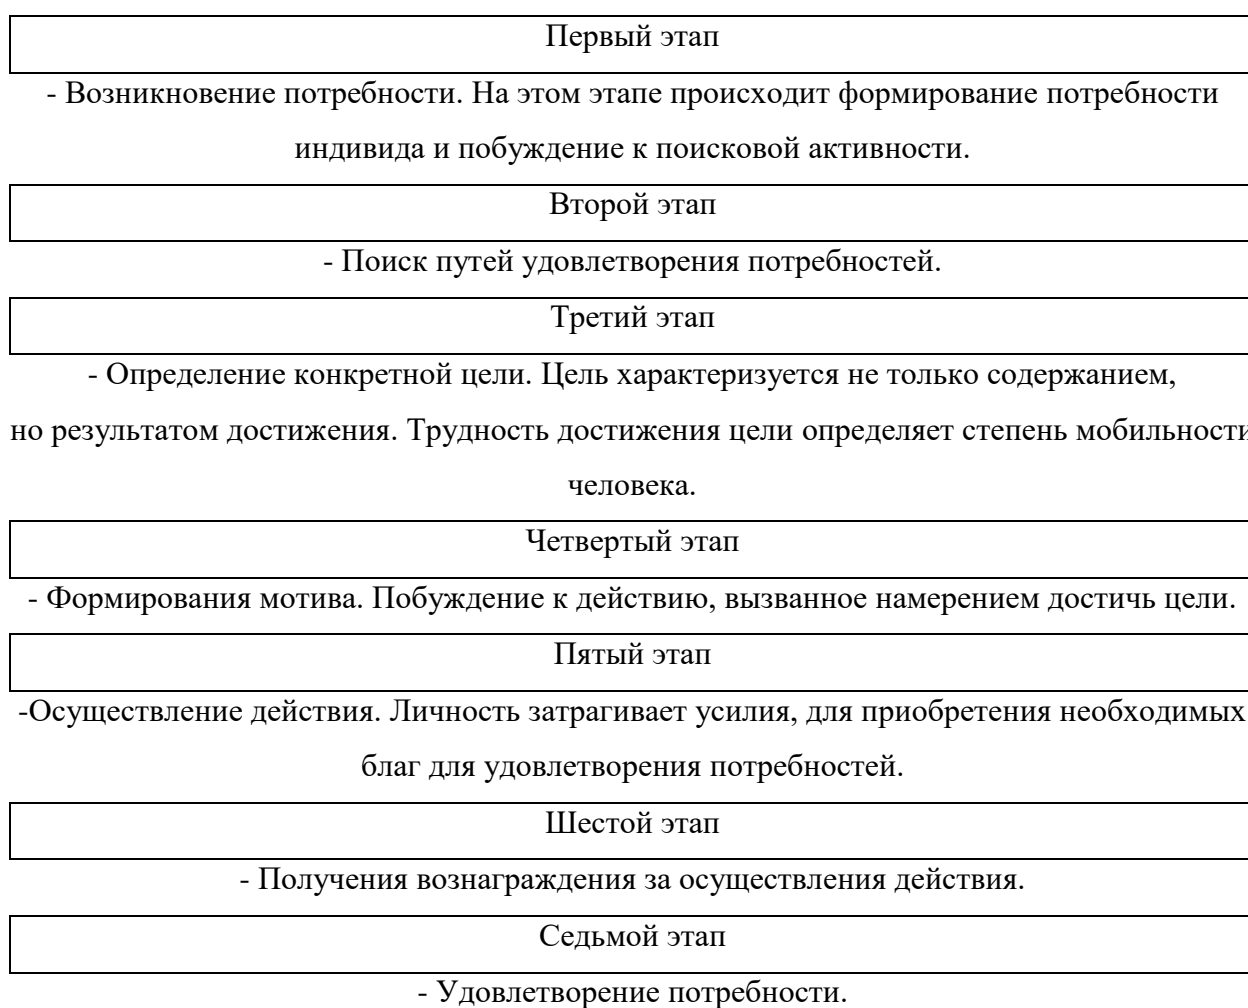 Первый этап
- Возникновение потребности. На этом этапе происходит формирование потребности
индивида и побуждение к поисковой активности.
Второй этап
- Поиск путей удовлетворения потребностей.
Третий этап
- Определение конкретной цели. Цель характеризуется не только содержанием,
но результатом достижения. Трудность достижения цели определяет степень мобильности
человека.
Четвертый этап
- Формирования мотива. Побуждение к действию, вызванное намерением достичь цели.
Пятый этап
-Осуществление действия. Личность затрагивает усилия, для приобретения необходимых
благ для удовлетворения потребностей.
Шестой этап
- Получения вознаграждения за осуществления действия.
Седьмой этап
- Удовлетворение потребности.